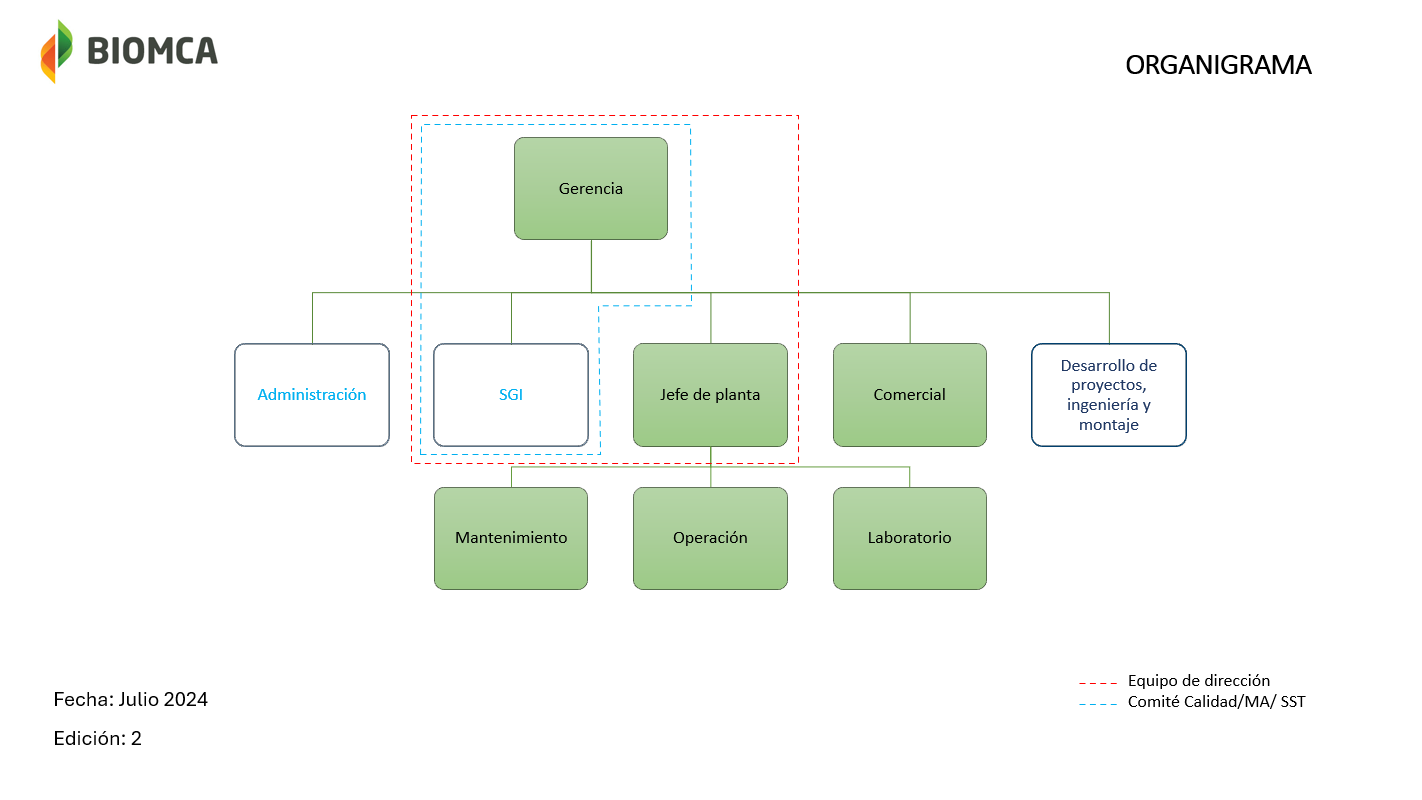 BIOMCA
ORGANIGRAMA
Gerencia
Administración
SGI
Jefe de planta
Comercial
Desarrollo de
proyectos,
ingeniería y
montaje
Mantenimiento
Operación
Laboratorio
Fecha: Julio 2024
Edición: 2
Equipo de dirección
Comité Calidad/MA/ SST